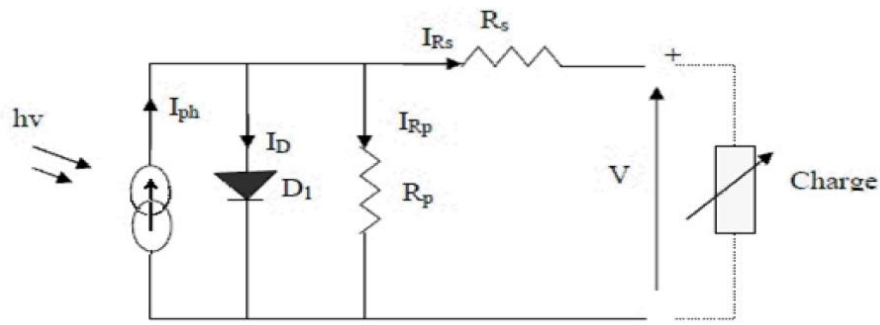 R_s
I_Rs
+
I_ph
hv
I_D
I_Rp
D_1
R_p
V
Charge
-